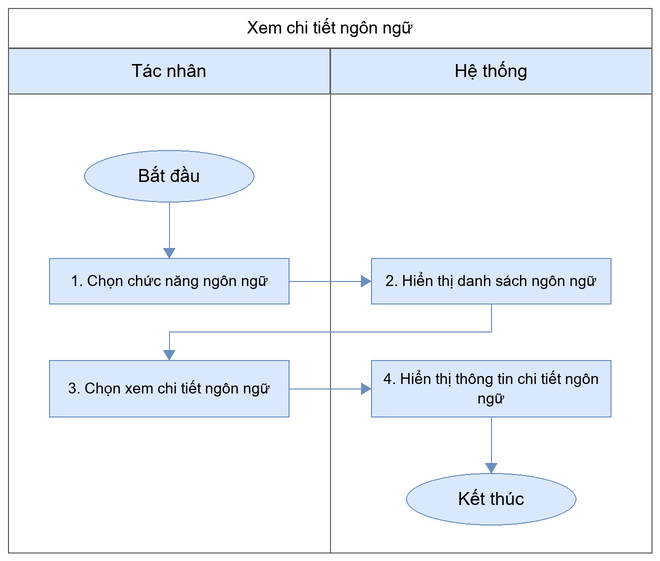 Xem chi tiết ngôn ngữ
Tác nhân
Hệ thống
Bắt đầu
1. Chọn chức năng ngôn ngữ
2. Hiển thị danh sách ngôn ngữ
3. Chọn xem chi tiết ngôn ngữ
4. Hiển thị thông tin chi tiết ngôn
ngữ
Kết thúc